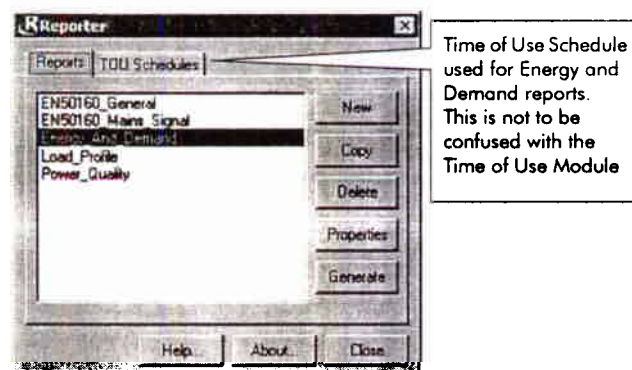 Reporter
Reports
TOU Schedules
EN50160_General
EN50160_Mains_Signal
Energy_And_Demand
Load_Profile
Power_Quality
New
Copy
Delete
Properties
Generate
Help...
About...
Close
Time of Use Schedule
used for Energy and
Demand reports.
This is not to be
confused with the
Time of Use Module